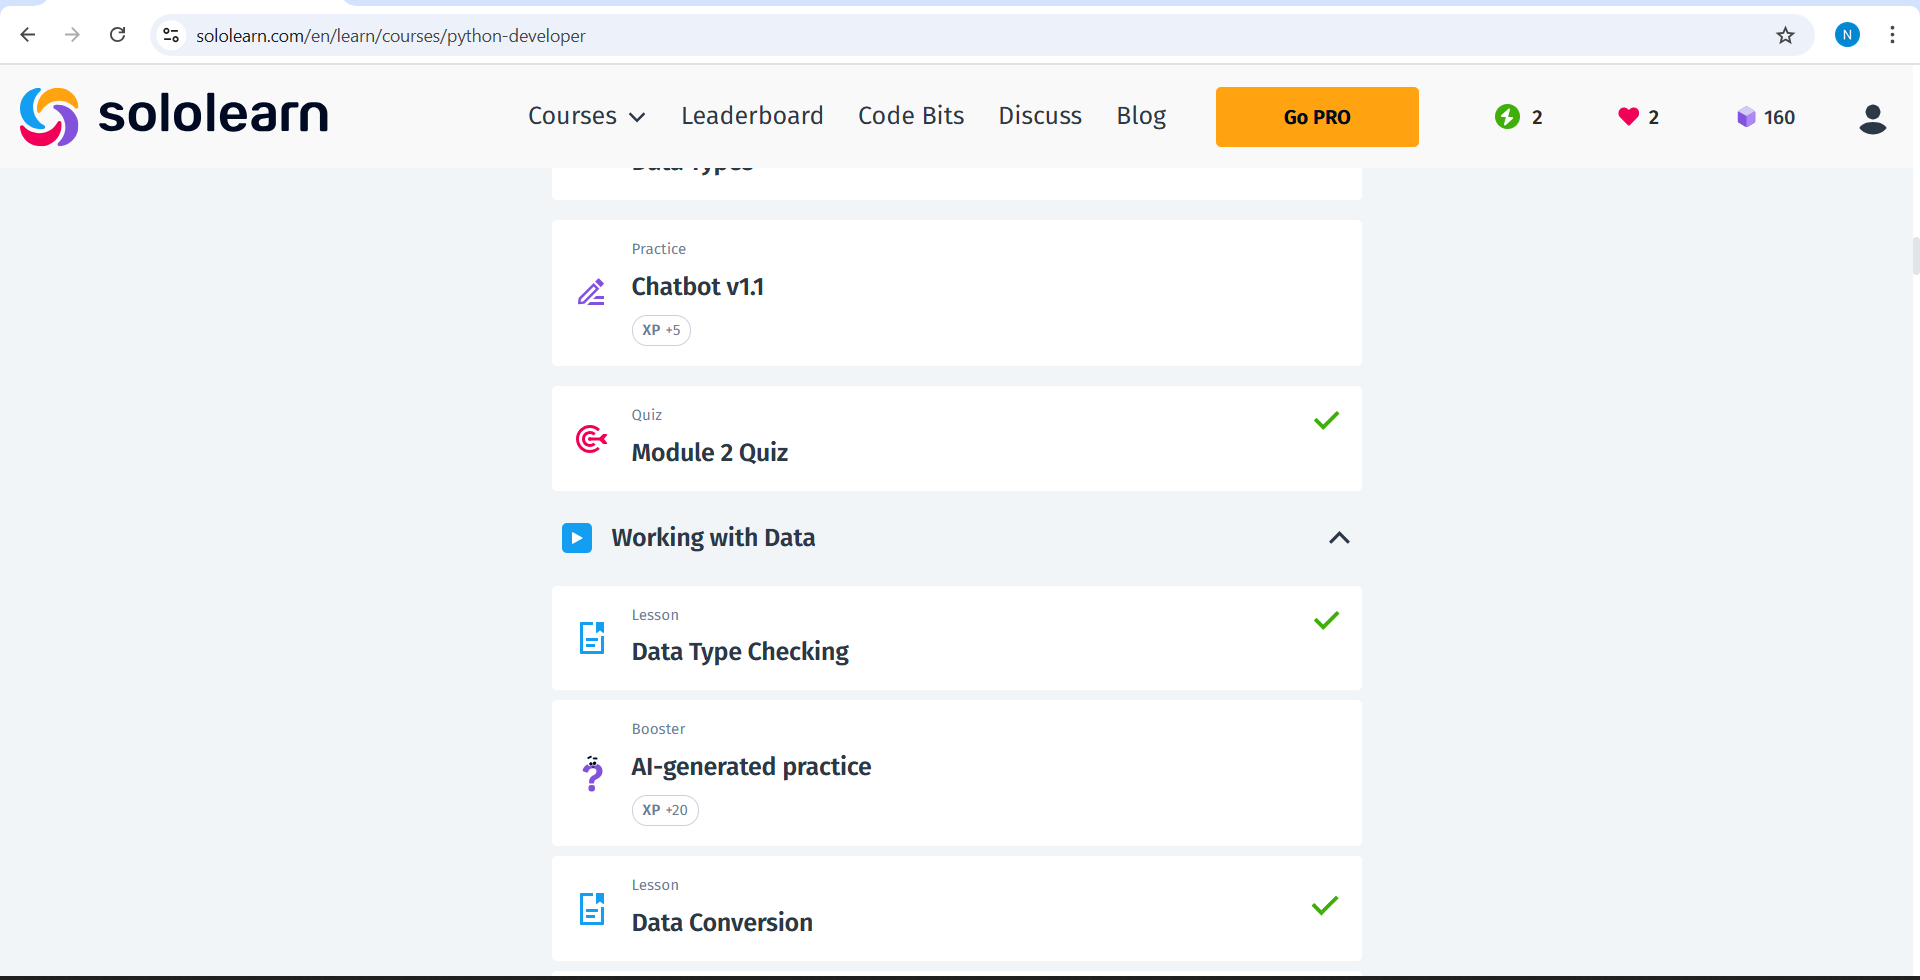 sololearn.com/en/learn/courses/python-developer
N
sololearn
Courses
Leaderboard
Code Bits
Discuss
Blog
Go PRO
2
2
160
Data Types
Practice
Chatbot v1.1
XP +5
Quiz
Module 2 Quiz
Working with Data
Lesson
Data Type Checking
Booster
AI-generated practice
XP +20
Lesson
Data Conversion